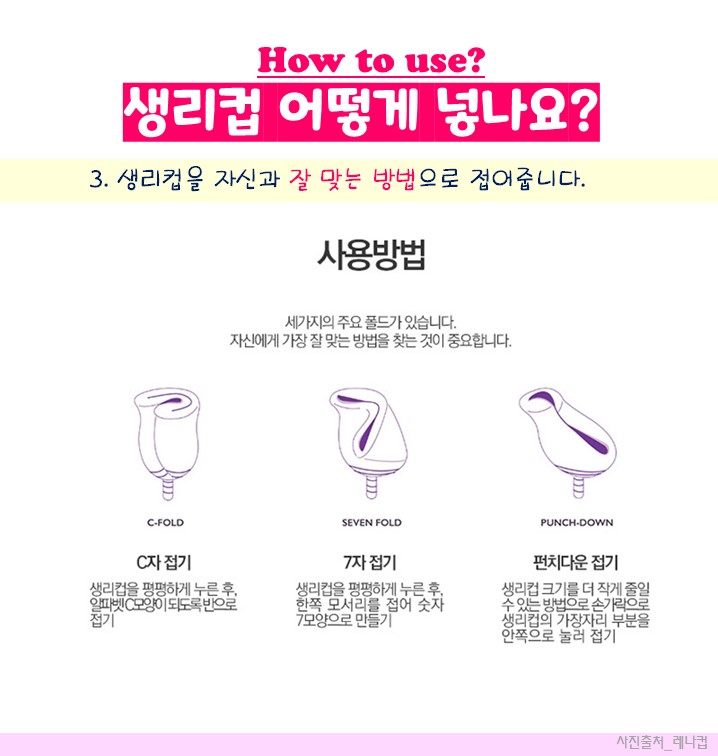 How to use?
생리컵 어떻게 넣나요?
3. 생리컵을 자신과 잘 맞는 방법으로 접어줍니다.
사용방법
세가지의 주요 폴드가 있습니다.
자신에게 가장 잘 맞는 방법을 찾는 것이 중요합니다.
C-FOLD
C자 접기
생리컵을 평평하게 누른 후,
알파벳 C모양이 되도록 반으로
접기
SEVEN FOLD
7자 접기
생리컵을 평평하게 누른 후,
한쪽 모서리를 접어 숫자
7모양으로 만들기
PUNCH-DOWN
펀치다운 접기
생리컵 크기를 더 작게 줄일
수 있는 방법으로 손가락으로
생리컵의 가장자리 부분을
안쪽으로 눌러 접기
사진출처_레나컵